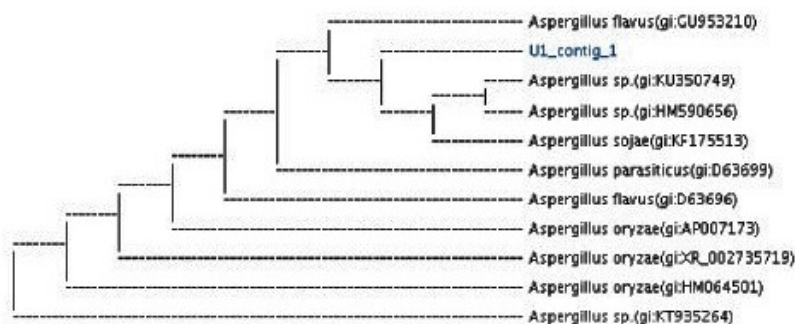 Aspergillus flavus(gi:GU953210)
U1_contig_1
Aspergillus sp.(gi:KU350749)
Aspergillus sp.(gi:HM590656)
Aspergillus sojae(gi:KF175513)
Aspergillus parasiticus(gi:D63699)
Aspergillus flavus(gi:D63696)
Aspergillus oryzae(gi:AP007173)
Aspergillus oryzae(gi:XR_002735719)
Aspergillus oryzae(gi:HM064501)
Aspergillus sp.(gi:KT935264)